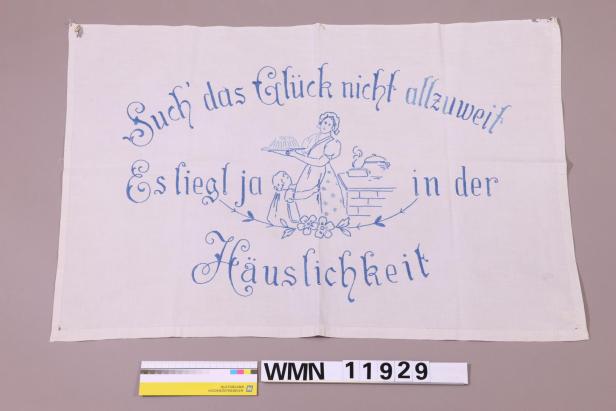 Such' das Glück nicht allzuweit
Es liegt ja in der
Häuslichkeit
WMN 11929